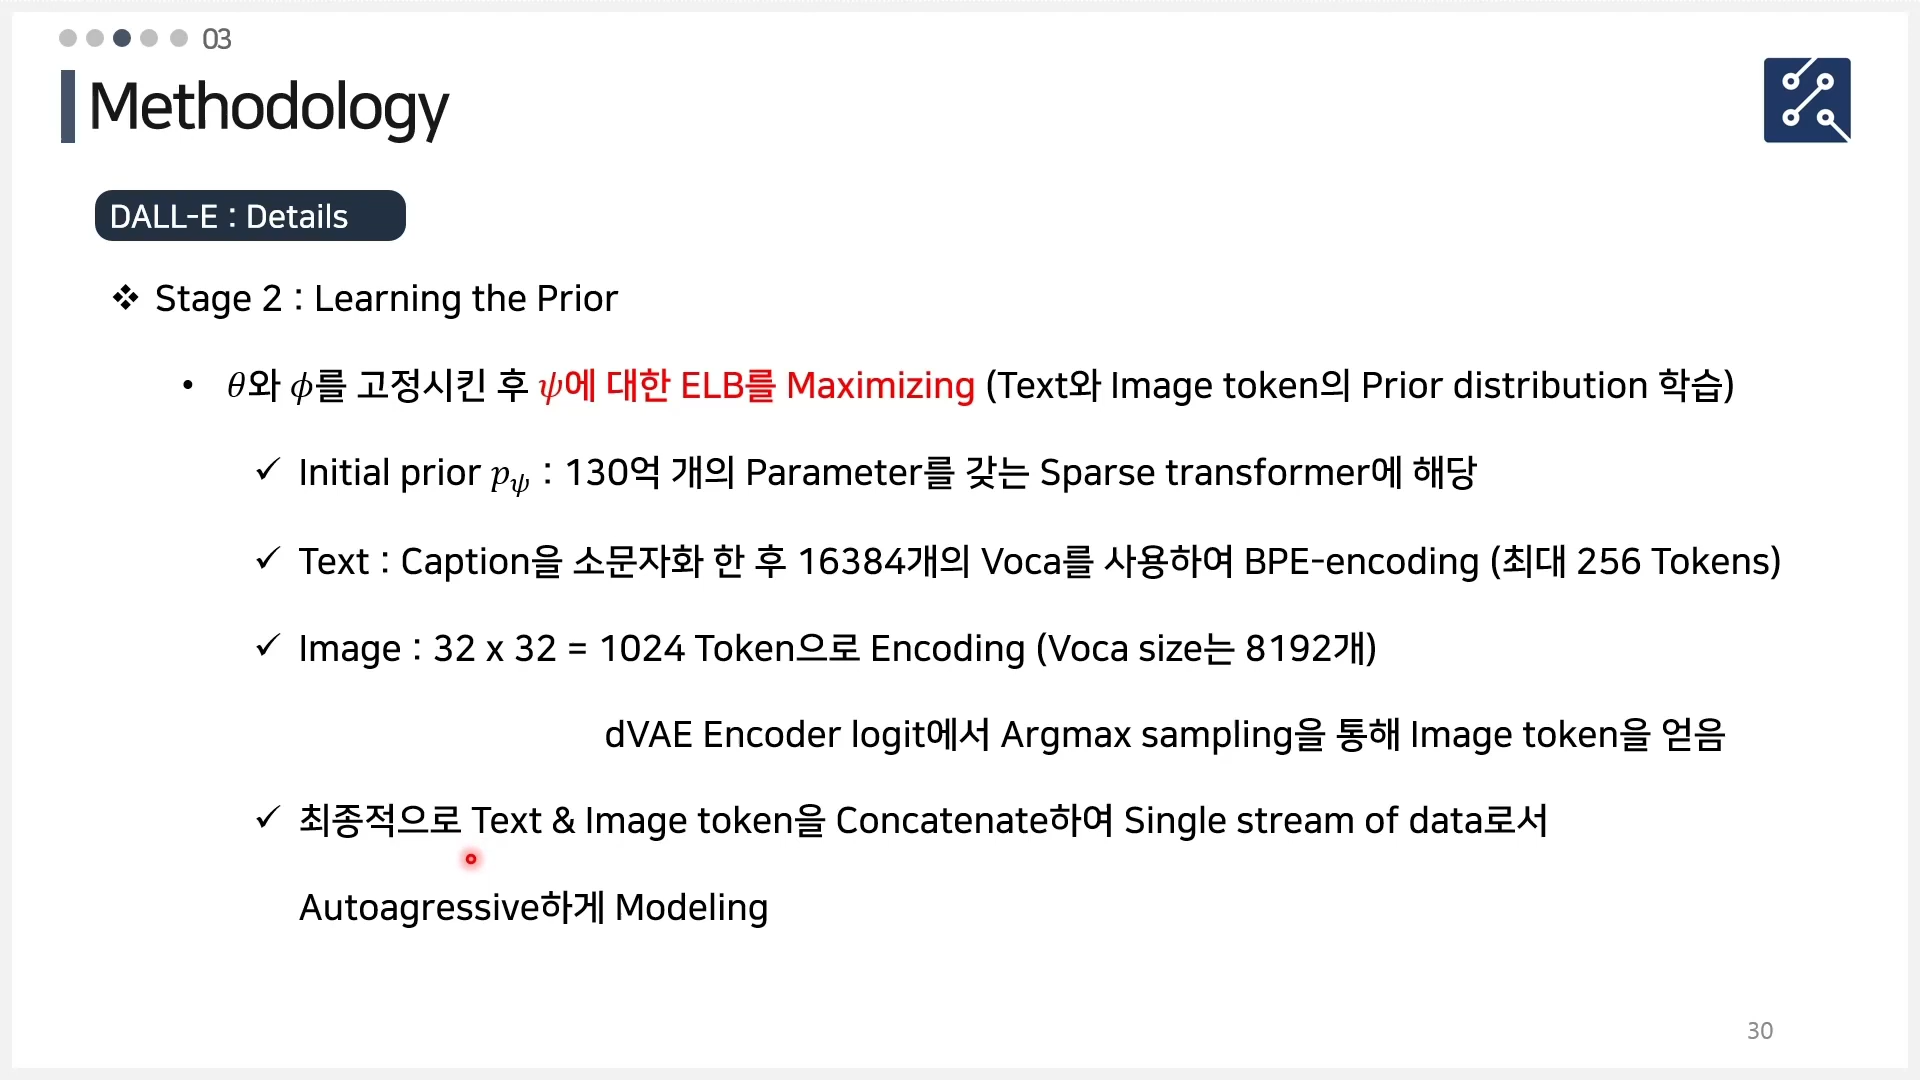 03
Methodology
DALL-E : Details
❖ Stage 2 : Learning the Prior
• θ와 ϕ를 고정시킨 후 ψ에 대한 ELB를 Maximizing (Text와 Image token의 Prior distribution 학습)
✓ Initial prior p_ψ : 130억 개의 Parameter를 갖는 Sparse transformer에 해당
✓ Text : Caption을 소문자화 한 후 16384개의 Voca를 사용하여 BPE-encoding (최대 256 Tokens)
✓ Image : 32 x 32 = 1024 Token으로 Encoding (Voca size는 8192개)
dVAE Encoder logit에서 Argmax sampling을 통해 Image token을 얻음
✓ 최종적으로 Text & Image token을 Concatenate하여 Single stream of data로서
Autoagressive하게 Modeling
30